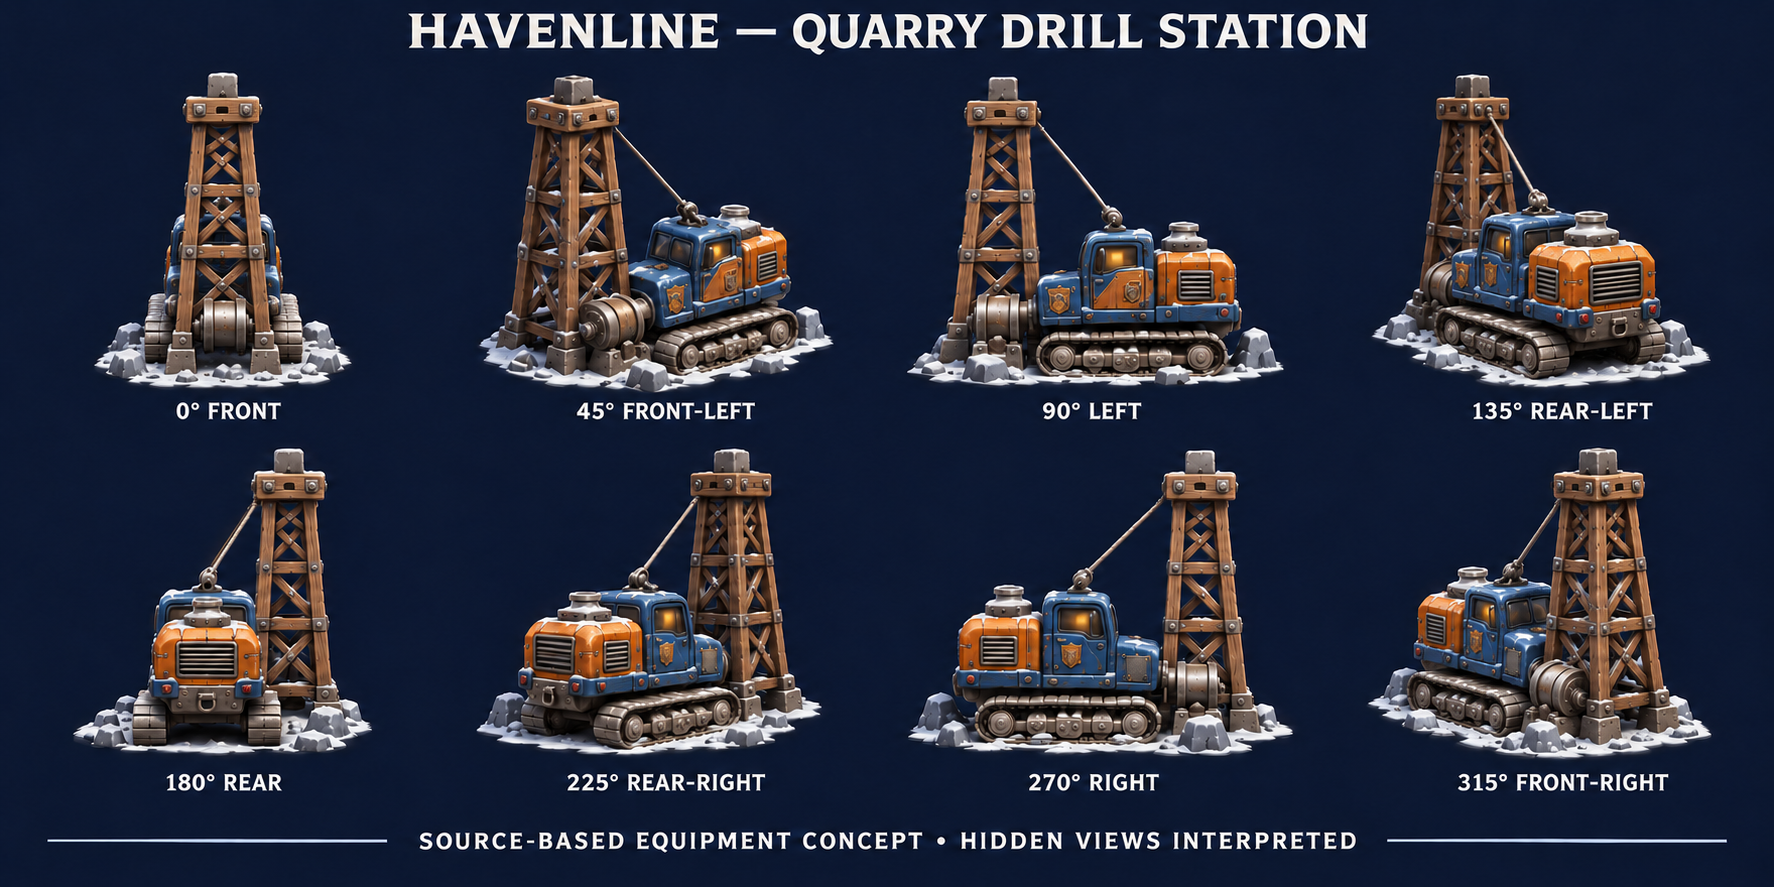 HAVENLINE — QUARRY DRILL STATION
0° FRONT
45° FRONT-LEFT
90° LEFT
135° REAR-LEFT
180° REAR
225° REAR-RIGHT
270° RIGHT
315° FRONT-RIGHT
SOURCE-BASED EQUIPMENT CONCEPT • HIDDEN VIEWS INTERPRETED